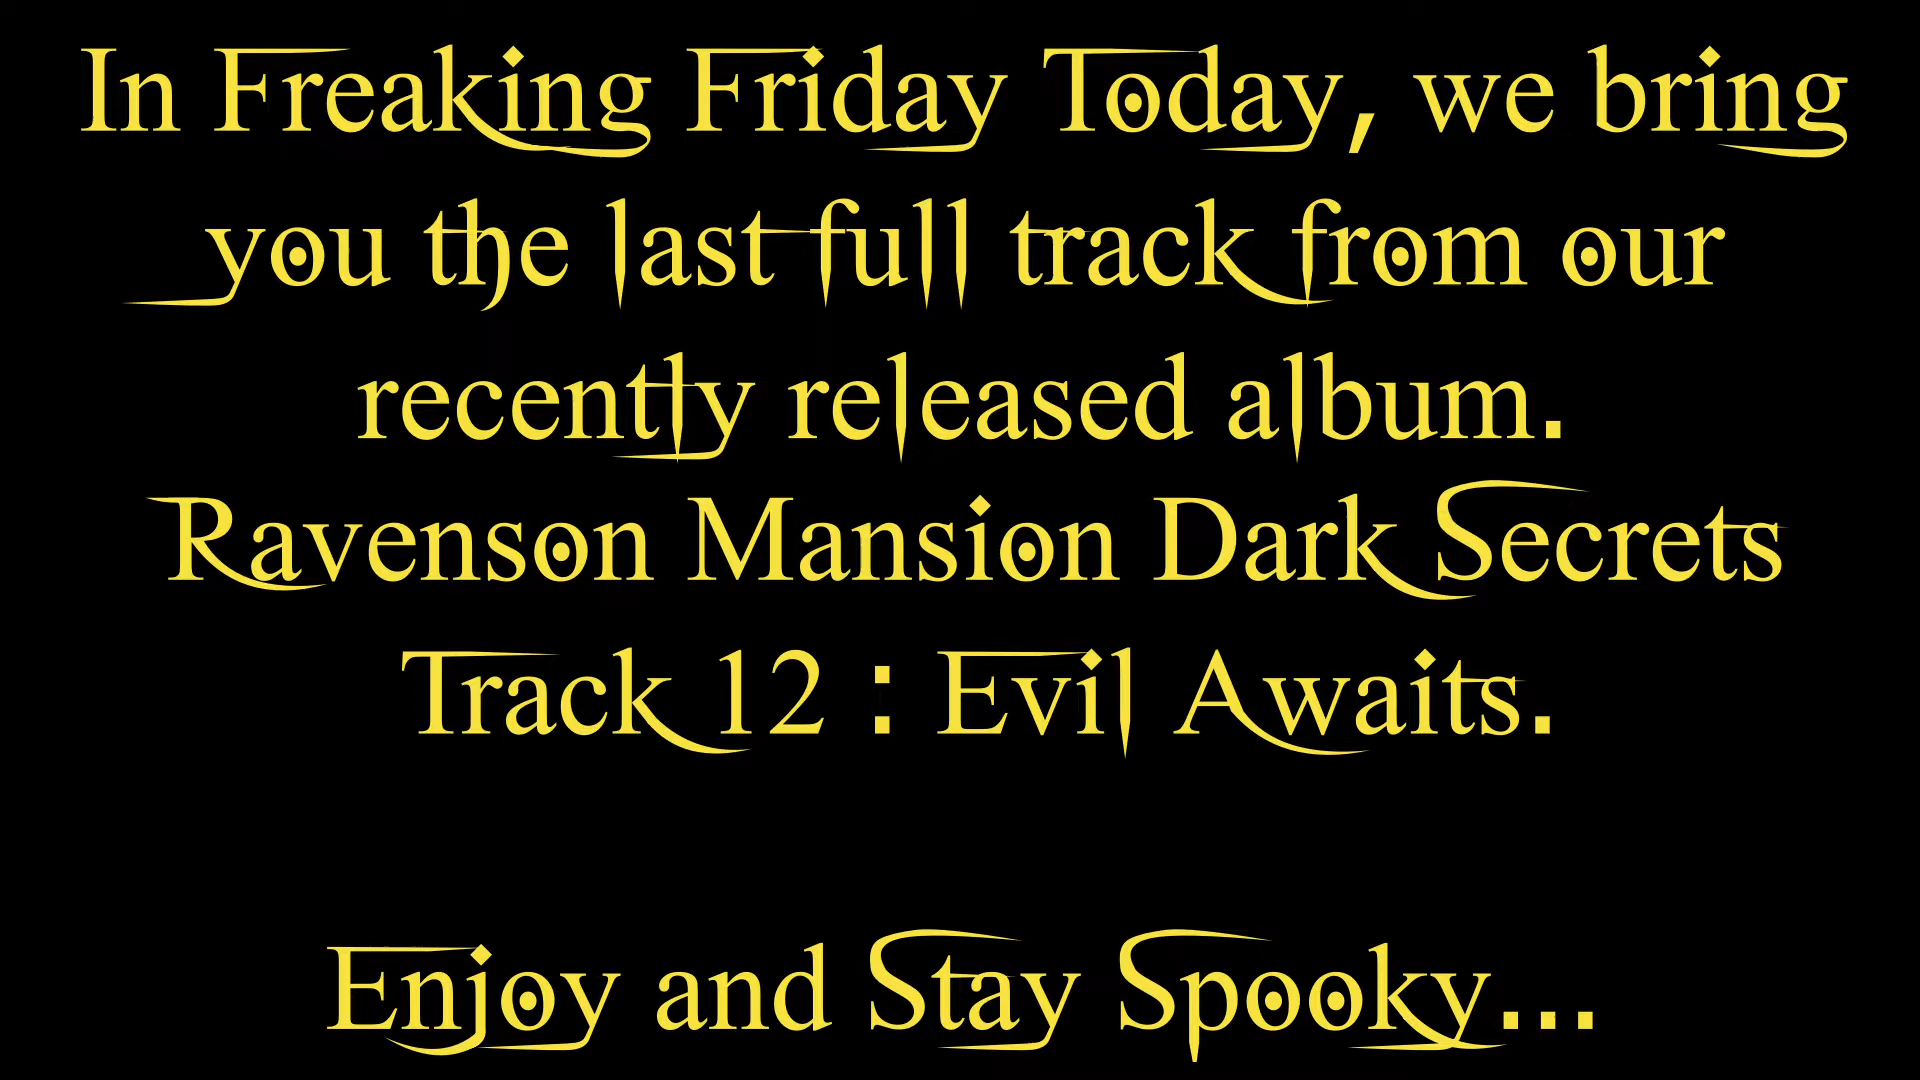 In Freaking Friday Today, we bring
you the last full track from our
recently released album.
Ravenson Mansion Dark Secrets
Track 12 : Evil Awaits.
Enjoy and Stay Spooky...